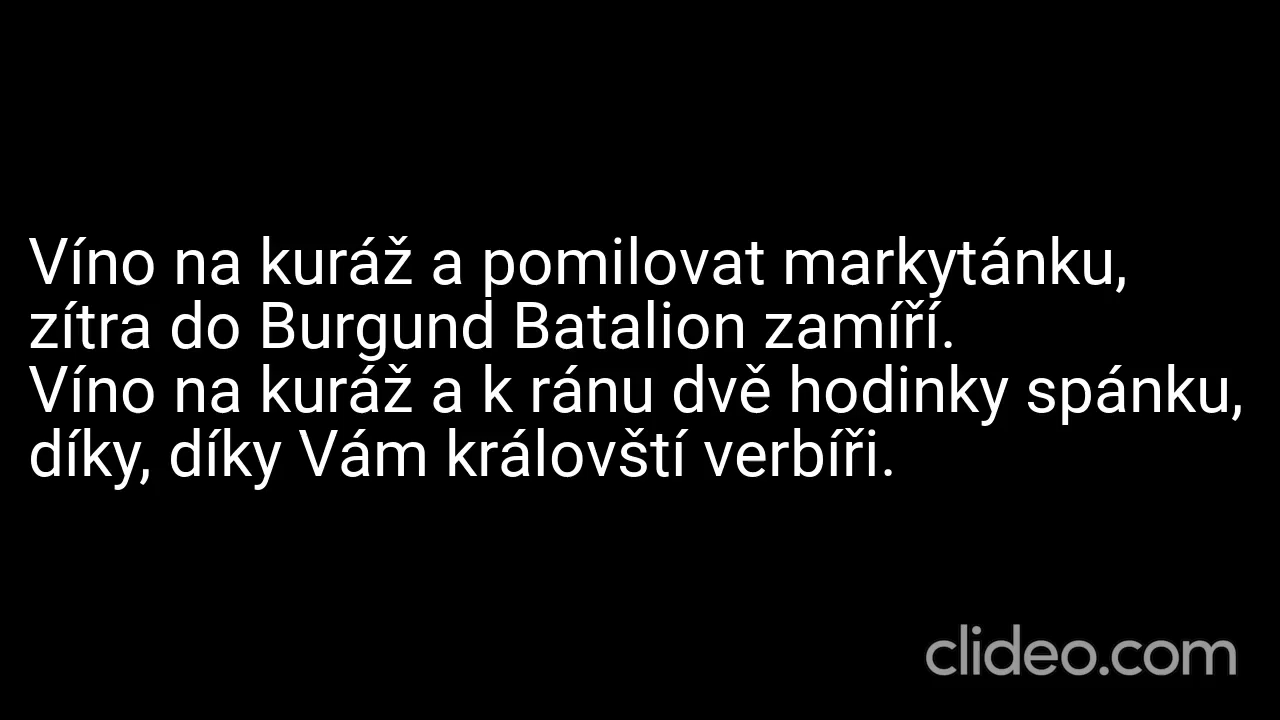 Víno na kuráž a pomilovat markytánku,
zítra do Burgund Batalion zamíří.
Víno na kuráž a k ránu dvě hodinky spánku,
díky, díky Vám královští verbíři.
clideo.com